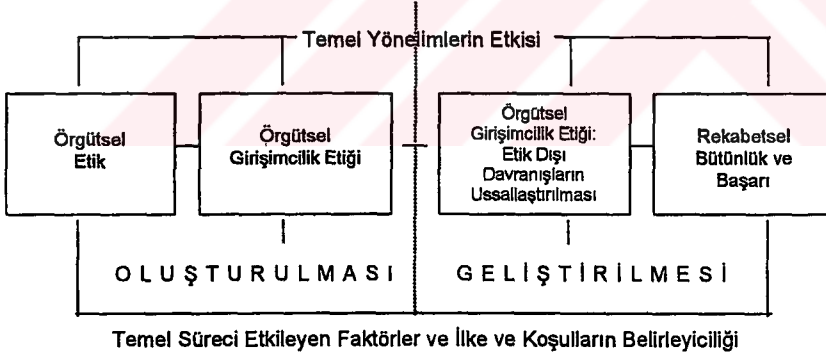 Temel Yönelimlerin Etkisi
Örgütsel
Etik
Örgütsel
Girişimcilik Etiği
Örgütsel
Girişimcilik Etiği:
Etik Dışı
Davranışların
Ussallaştırılması
Rekabetsel
Bütünlük ve
Başarı
OLUŞTURULMASI
GELİŞTİRİLMESİ
Temel Süreci Etkileyen Faktörler ve İlke ve Koşulların Belirleyiciliği